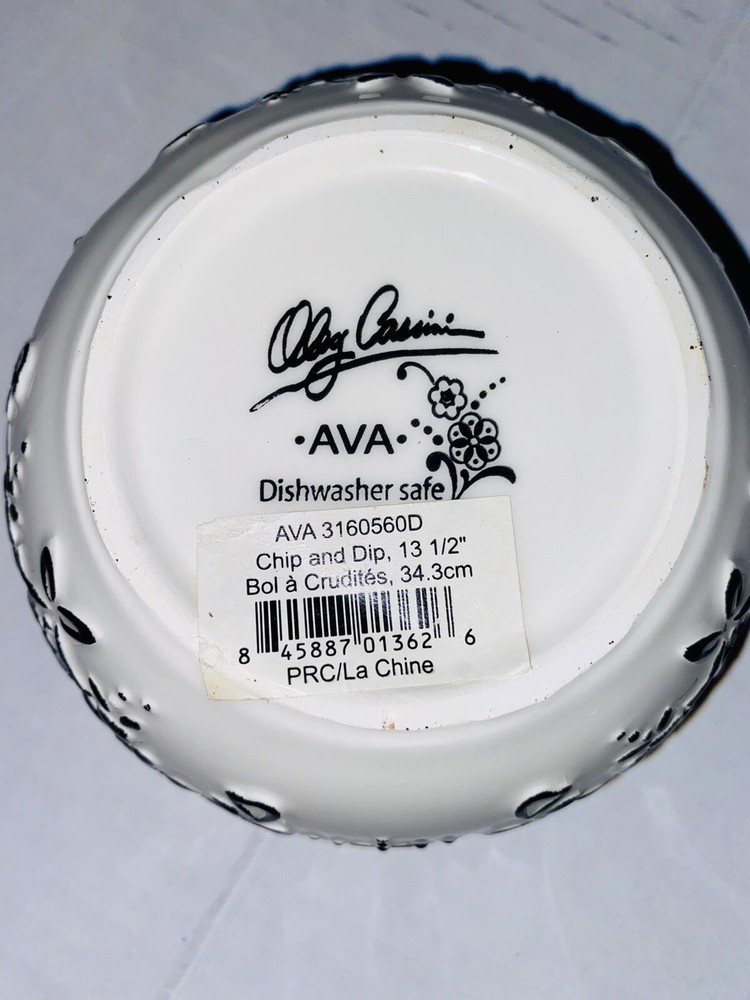 Oleg Cassini
·AVA·
Dishwasher safe
AVA 3160560D
Chip and Dip, 13 1/2"
Bol à Crudités, 34.3cm
8 45887 01362 6
PRC/La Chine